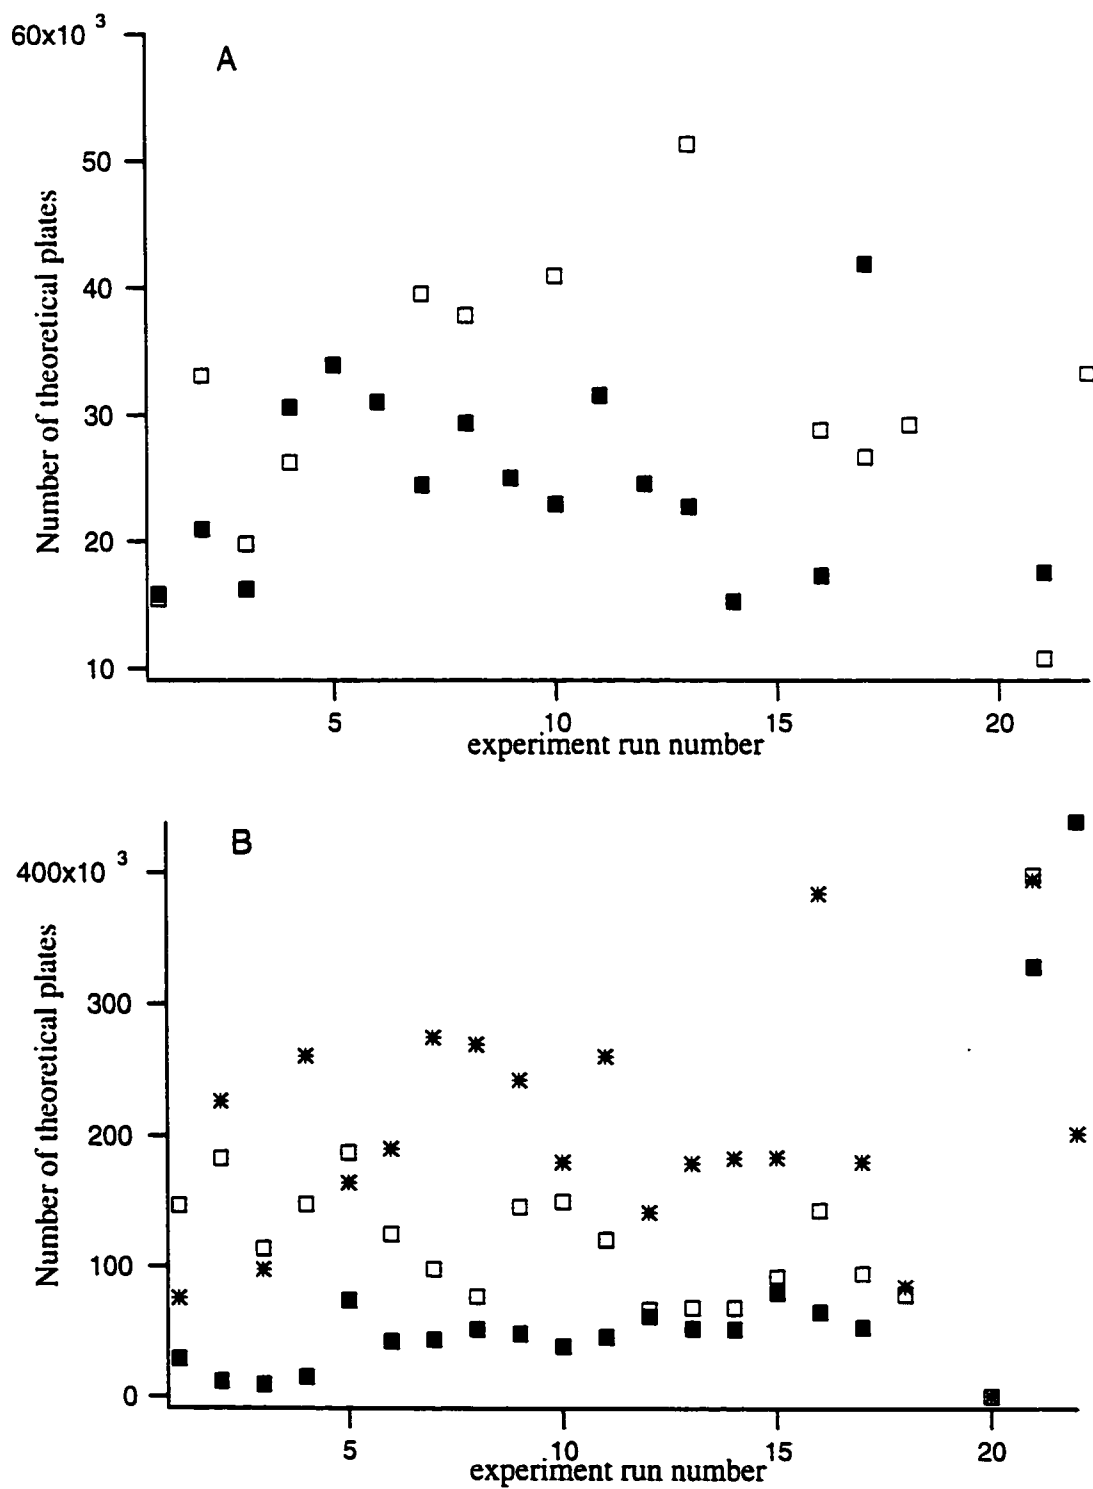 60x10 3
A
50
40
30
20
10
Number of theoretical plates
5 10 15 20
experiment run number
B
400x10 3
300
200
100
0
Number of theoretical plates
5 10 15 20
experiment run number